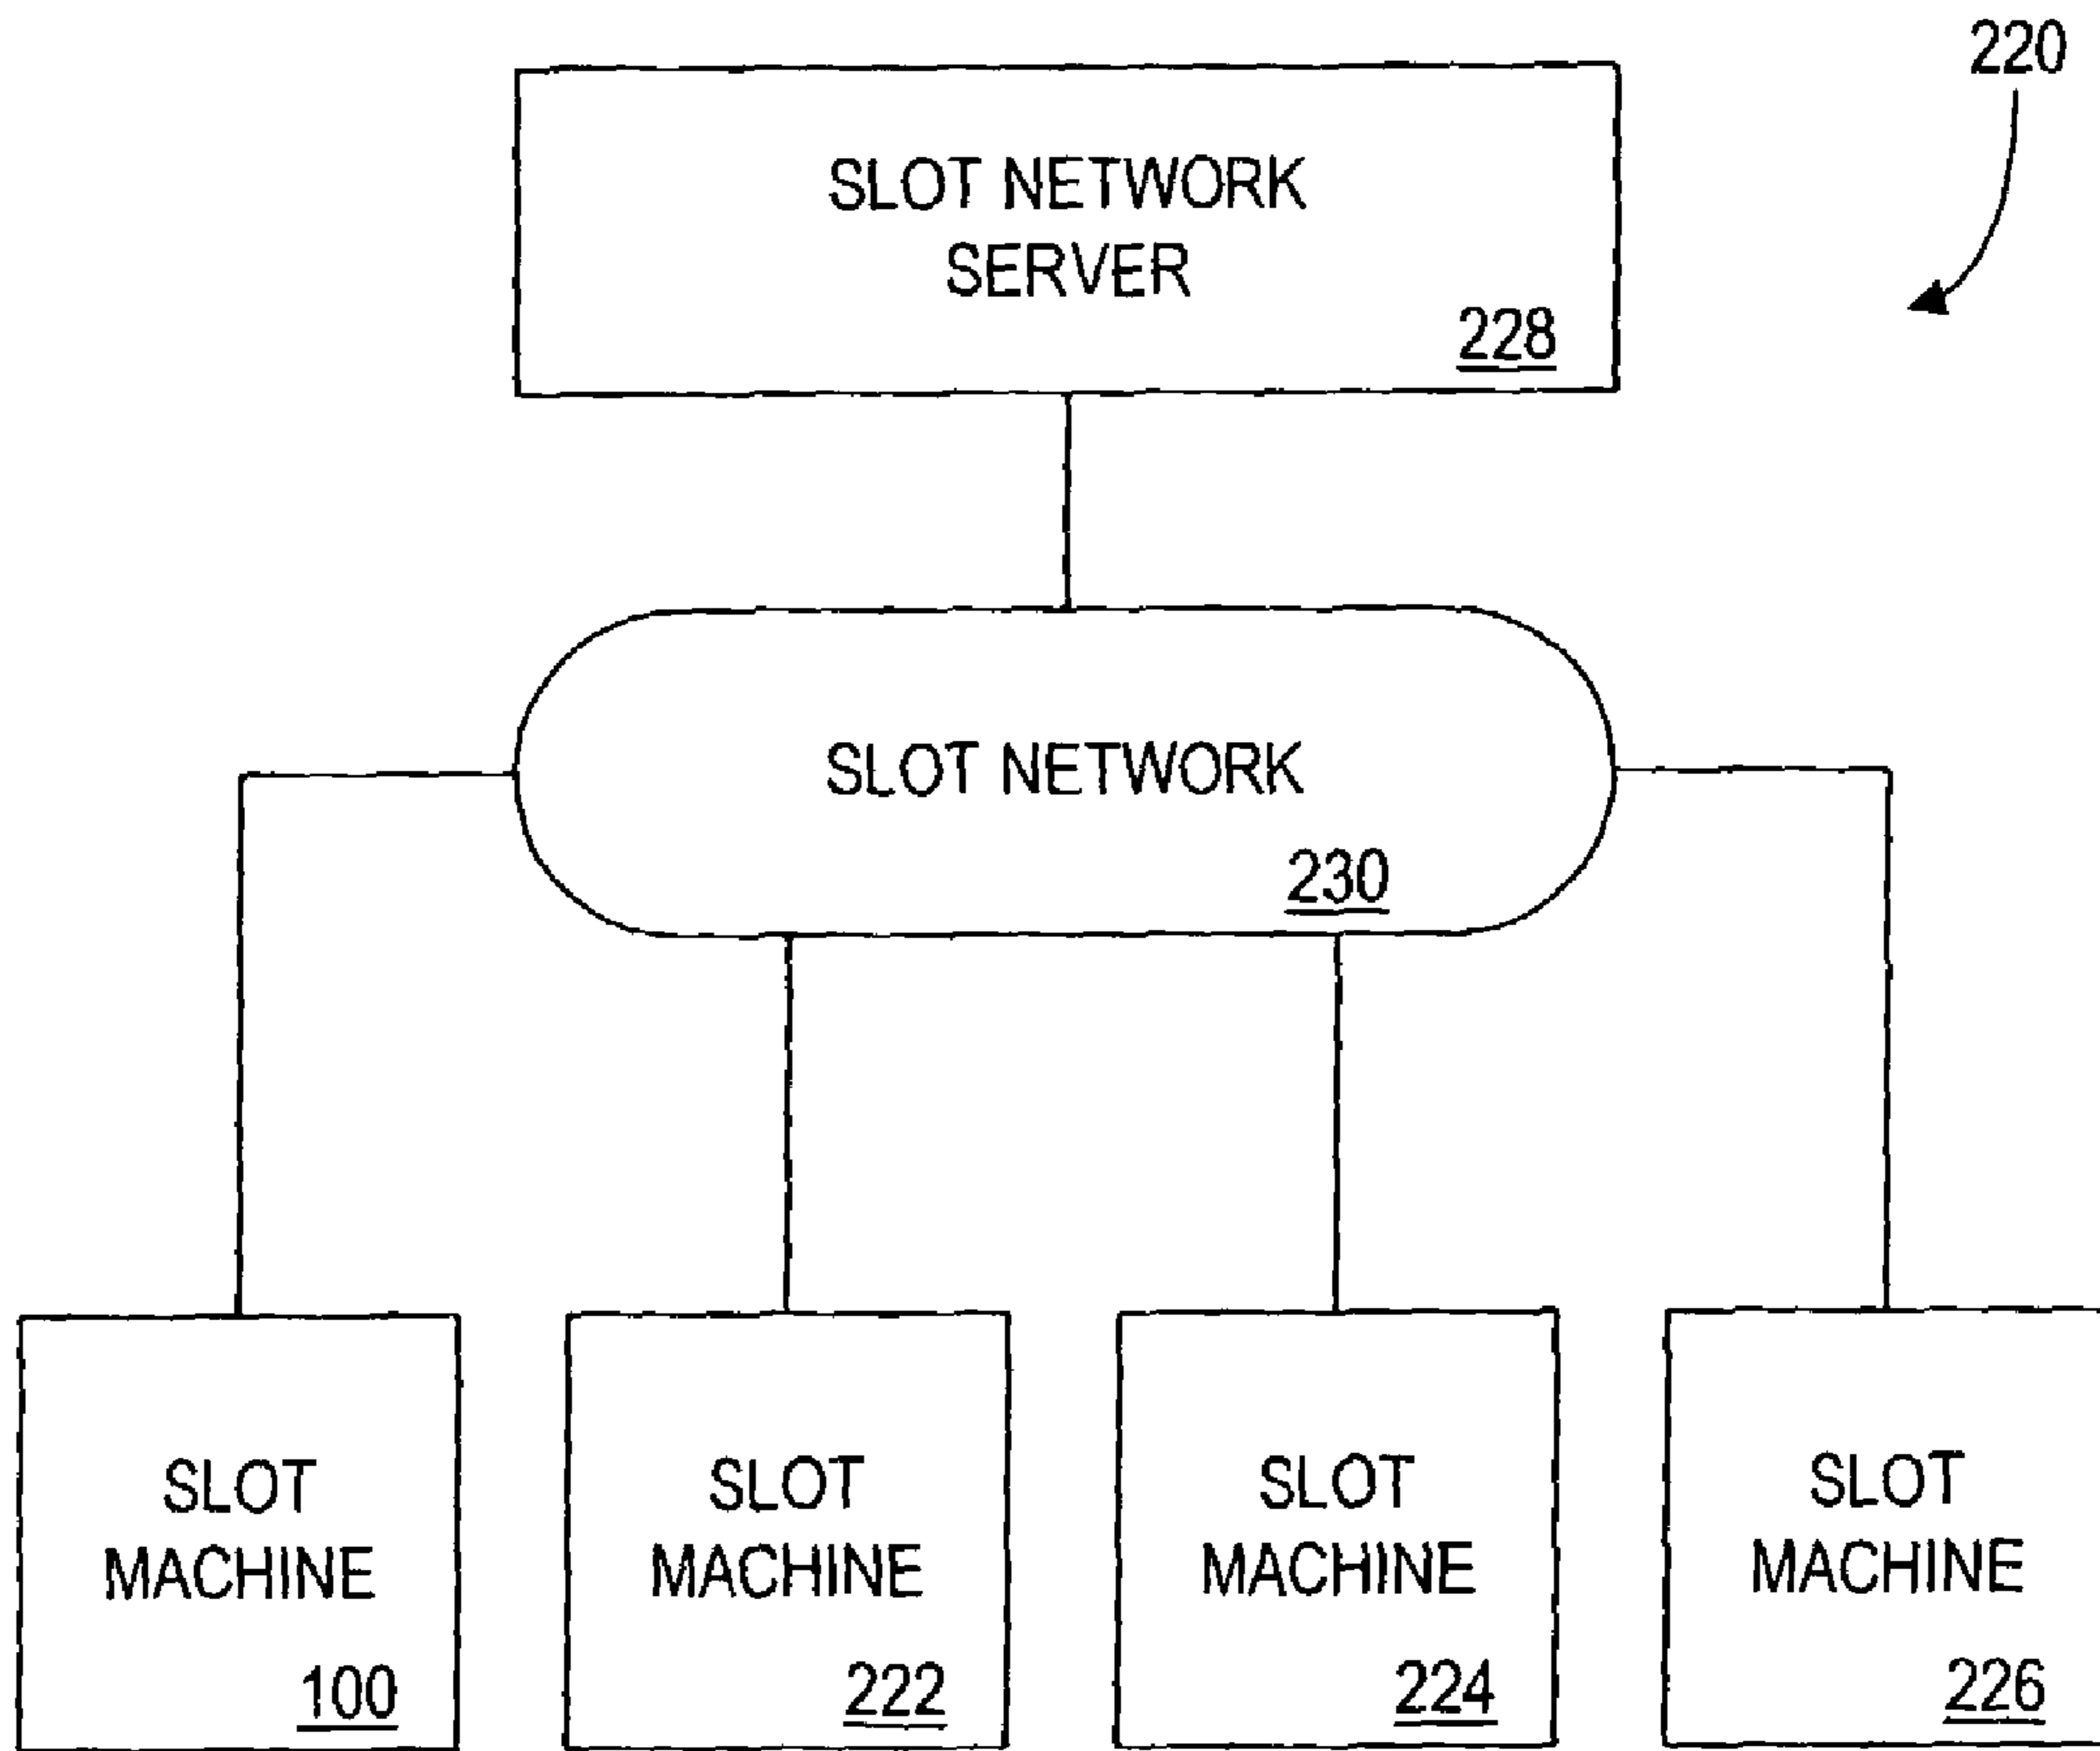 220
SLOT NETWORK
SERVER
228
SLOT NETWORK
230
SLOT
MACHINE
100
SLOT
MACHINE
222
SLOT
MACHINE
224
SLOT
MACHINE
226